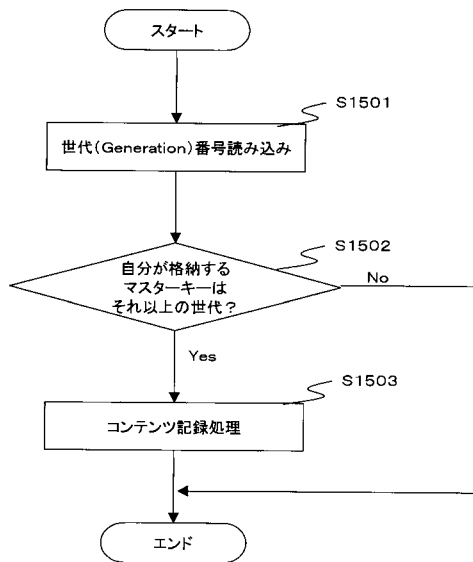 スタート
S1501
世代(Generation)番号読み込み
S1502
自分が格納する
マスターキーは
それ以上の世代?
No
Yes
S1503
コンテンツ記録処理
エンド